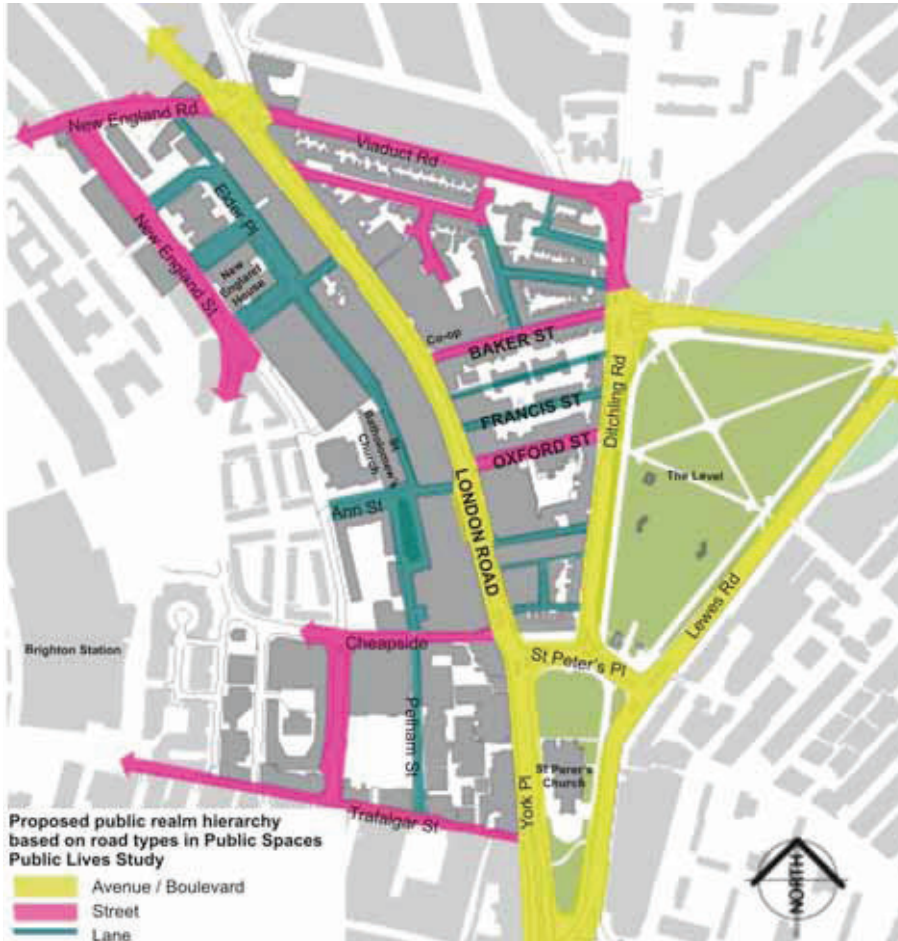 New England Rd
Viaduct Rd
Elder Pl
New England St
New
England
House
Co-op
BAKER ST
Ditchling Rd
FRANCIS ST
St
Bartholomew's
Church
OXFORD ST
The Level
Ann St
LONDON ROAD
Lewes Rd
Cheapside
St Peter's Pl
Brighton Station
Pelham St
St Peter's
Church
York Pl
Trafalgar St
Proposed public realm hierarchy
based on road types in Public Spaces
Public Lives Study
Avenue / Boulevard
Street
Lane
NORTH